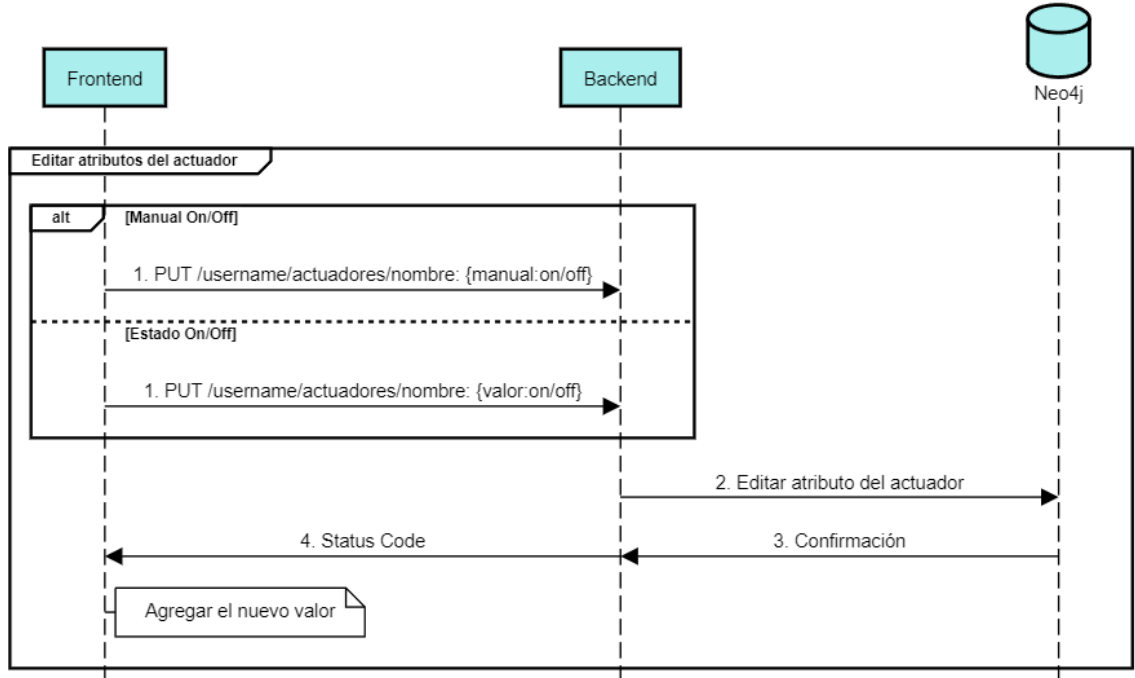 Frontend
Backend
Neo4j
Editar atributos del actuador
alt
[Manual On/Off]
1. PUT /username/actuadores/nombre: {manual:on/off}
[Estado On/Off]
1. PUT /username/actuadores/nombre: {valor:on/off}
2. Editar atributo del actuador
4. Status Code
3. Confirmación
Agregar el nuevo valor